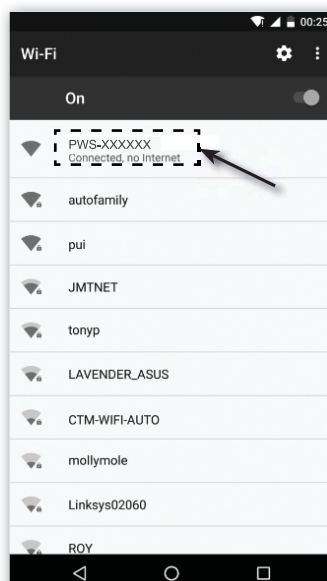 00:25
Wi-Fi
On
PWS-XXXXXX
Connected, no Internet
autofamily
pui
JMTNET
tonyp
LAVENDER_ASUS
CTM-WIFI-AUTO
mollymole
Linksys02060
ROY